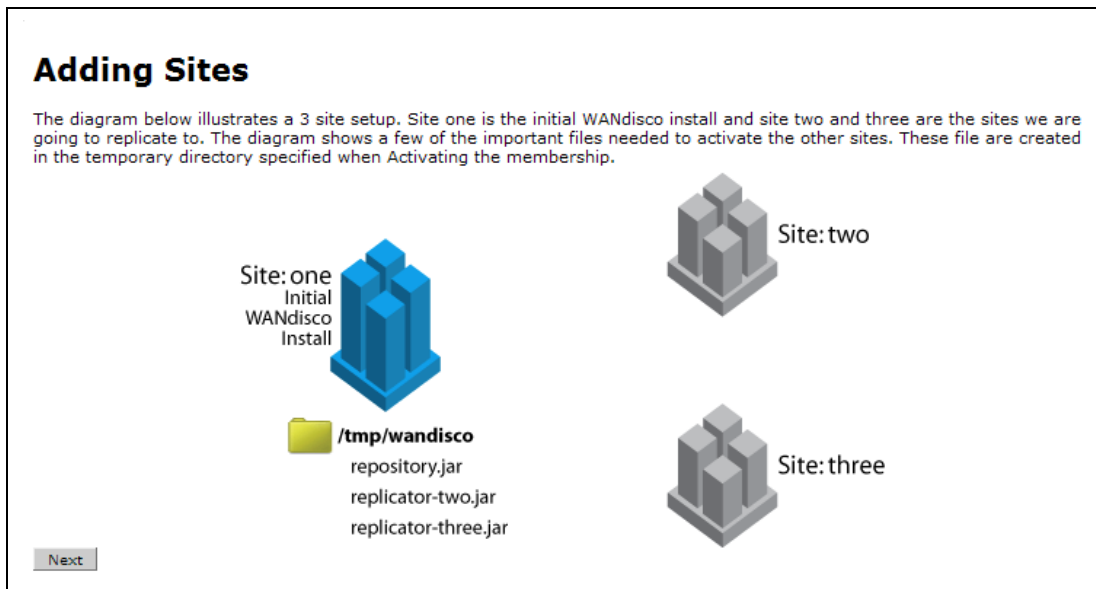 Adding Sites
The diagram below illustrates a 3 site setup. Site one is the initial WANdisco install and site two and three are the sites we are
going to replicate to. The diagram shows a few of the important files needed to activate the other sites. These file are created
in the temporary directory specified when Activating the membership.
Site: two
Site: one
Initial
WANdisco
Install
/tmp/wandisco
repository.jar
replicator-two.jar
replicator-three.jar
Site: three
Next